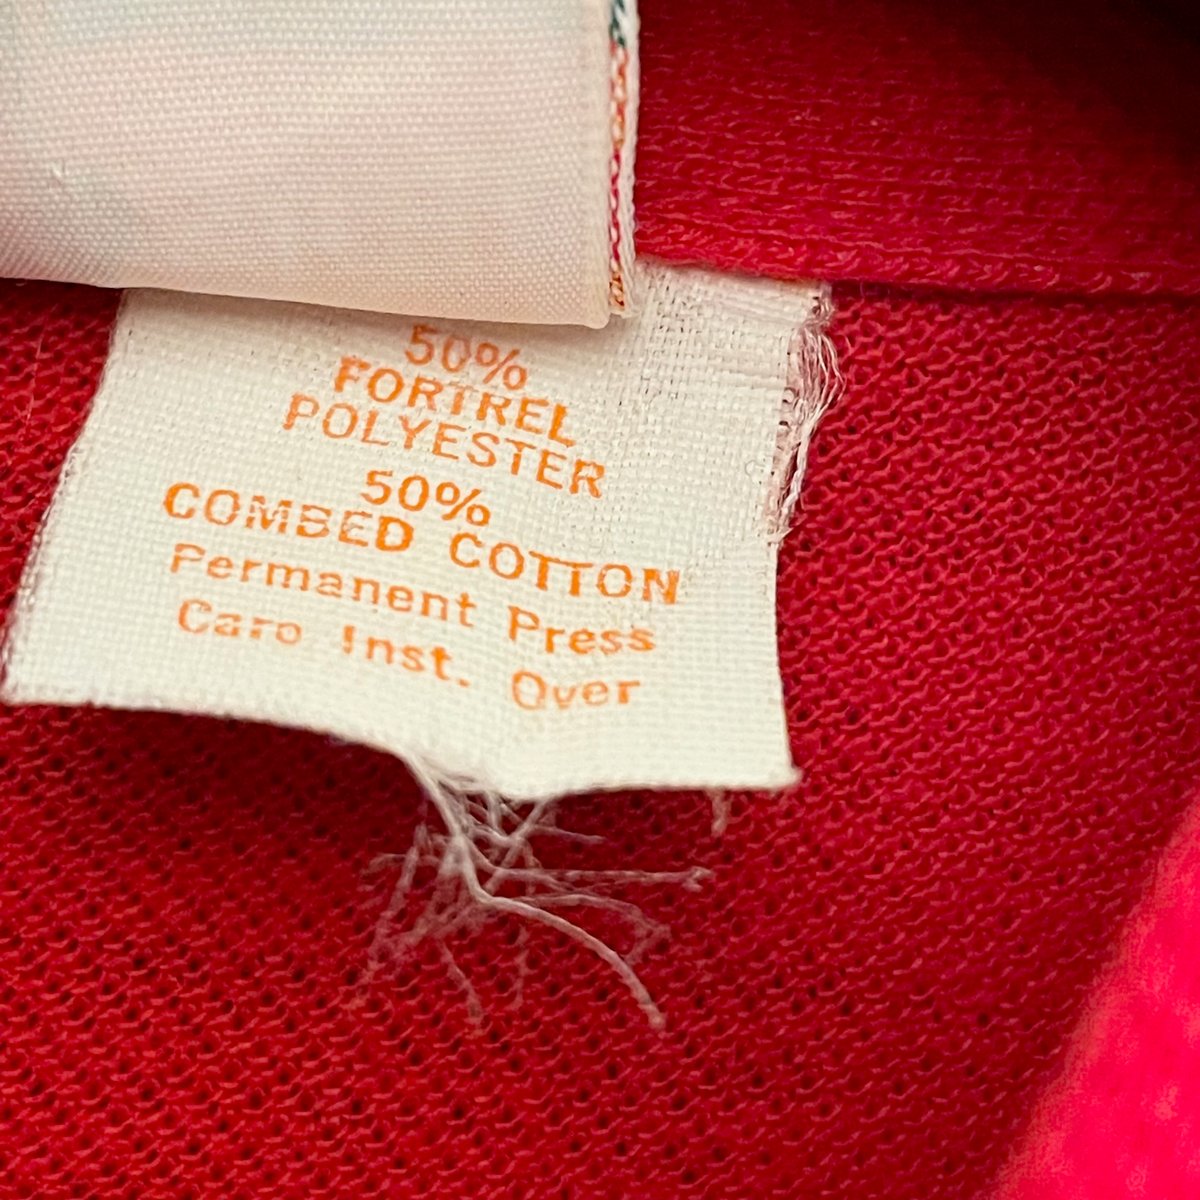 50%
FORTREL
POLYESTER
50%
COMBED COTTON
Permanent Press
Care Inst. Over